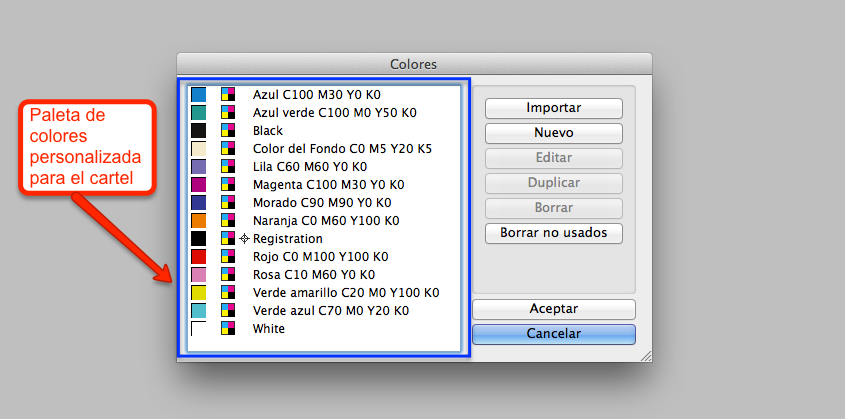 Colores
Paleta de
colores
personalizada
para el cartel
Azul C100 M30 Y0 K0
Azul verde C100 M0 Y50 K0
Black
Color del Fondo C0 M5 Y20 K5
Lila C60 M60 Y0 K0
Magenta C100 M30 Y0 K0
Morado C90 M90 Y0 K0
Naranja C0 M60 Y100 K0
Registration
Rojo C0 M100 Y100 K0
Rosa C10 M60 Y0 K0
Verde amarillo C20 M0 Y100 K0
Verde azul C70 M0 Y20 K0
White
Importar
Nuevo
Editar
Duplicar
Borrar
Borrar no usados
Aceptar
Cancelar